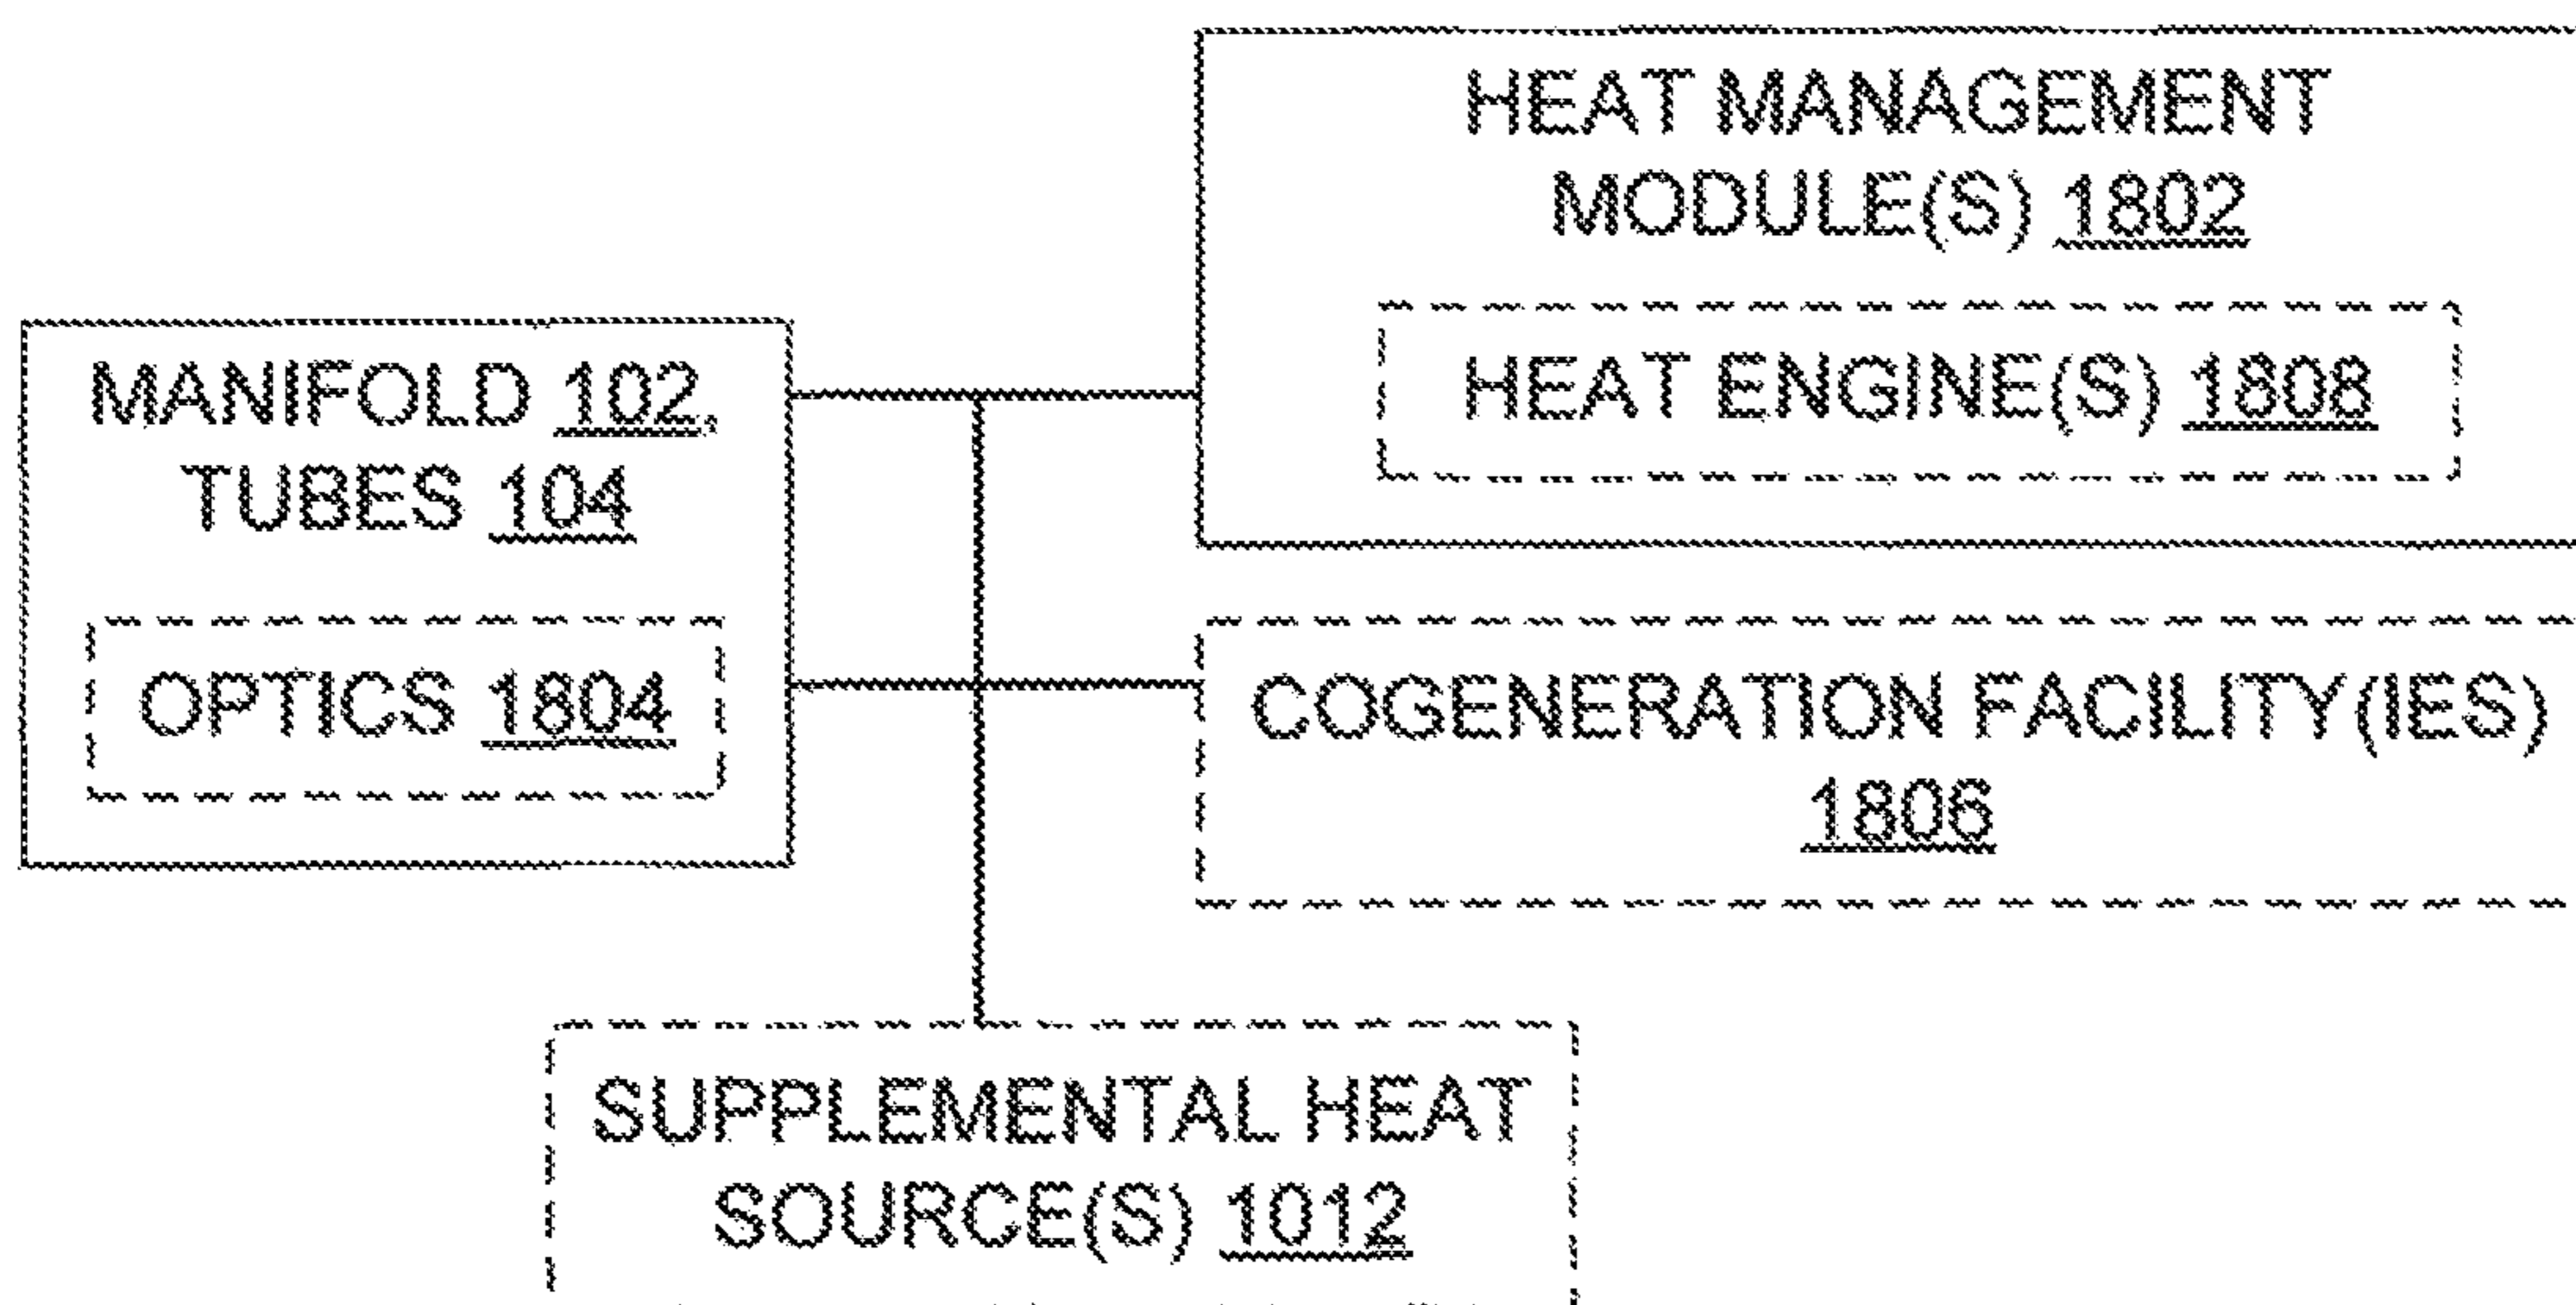 HEAT MANAGEMENT
MODULE(S) 1802
HEAT ENGINE(S) 1808
MANIFOLD 102,
TUBES 104
OPTICS 1804
COGENERATION FACILITY(IES)
1806
SUPPLEMENTAL HEAT
SOURCE(S) 1012